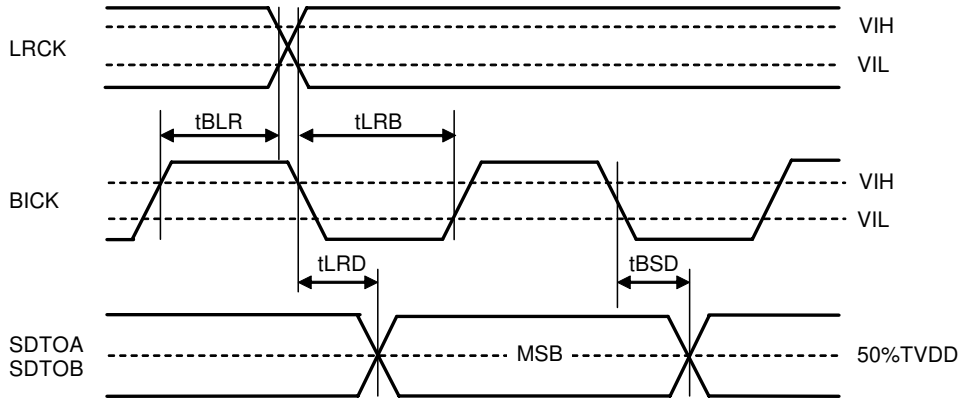 LRCK
VIH
VIL
tBLR
tLRB
BICK
VIH
VIL
tLRD
tBSD
SDTOA
SDTOB
MSB
50%TVDD